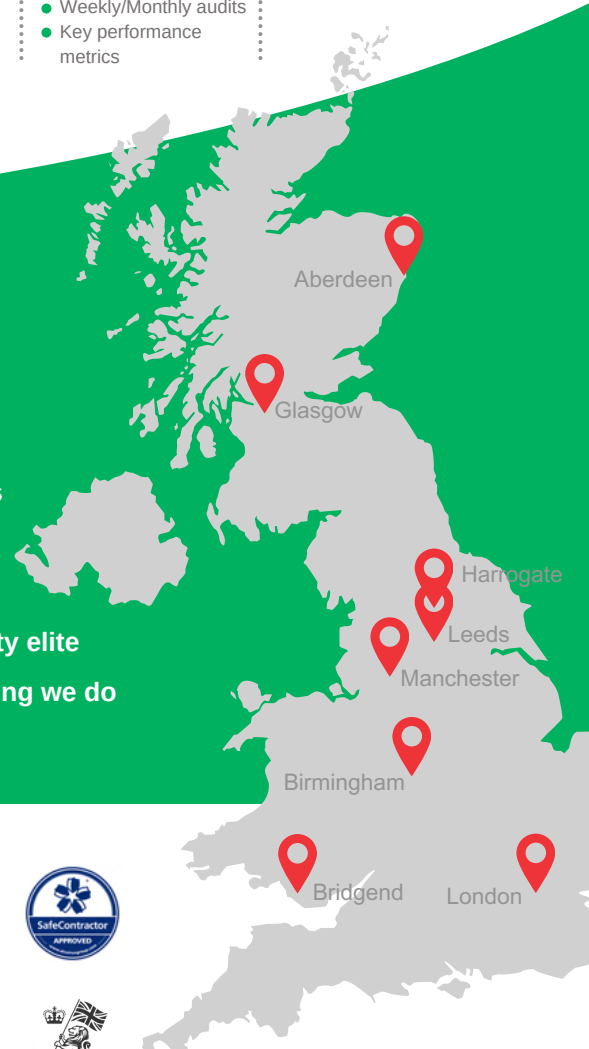 Weekly/Monthly audits
Key performance
metrics
Aberdeen
Glasgow
s
Harrogate
Leeds
ty elite
Manchester
ng we do
Birmingham
Bridgend
London
SafeContractor
APPROVED